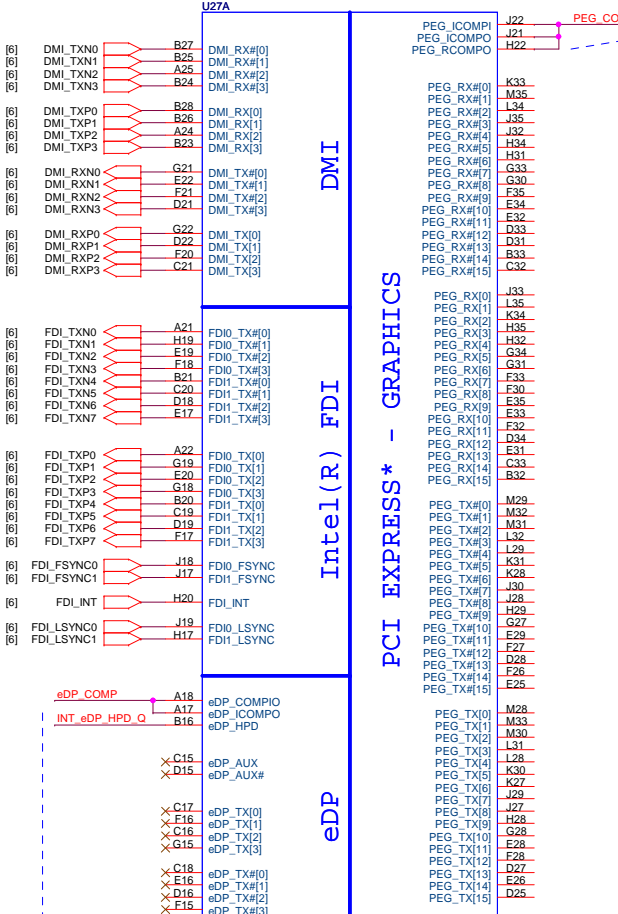 U27A
[6] DMI_TXN0 B27 DMI_RX#[0]
[6] DMI_TXN1 B25 DMI_RX#[1]
[6] DMI_TXN2 A25 DMI_RX#[2]
[6] DMI_TXN3 B24 DMI_RX#[3]
[6] DMI_TXP0 B28 DMI_RX[0]
[6] DMI_TXP1 B26 DMI_RX[1]
[6] DMI_TXP2 A24 DMI_RX[2]
[6] DMI_TXP3 B23 DMI_RX[3]
[6] DMI_RXN0 G21 DMI_TX#[0]
[6] DMI_RXN1 E22 DMI_TX#[1]
[6] DMI_RXN2 F21 DMI_TX#[2]
[6] DMI_RXN3 D21 DMI_TX#[3]
[6] DMI_RXP0 G22 DMI_TX[0]
[6] DMI_RXP1 D22 DMI_TX[1]
[6] DMI_RXP2 F20 DMI_TX[2]
[6] DMI_RXP3 C21 DMI_TX[3]
DMI
[6] FDI_TXN0 A21 FDI0_TX#[0]
[6] FDI_TXN1 H19 FDI0_TX#[1]
[6] FDI_TXN2 E19 FDI0_TX#[2]
[6] FDI_TXN3 F18 FDI0_TX#[3]
[6] FDI_TXN4 B21 FDI1_TX#[0]
[6] FDI_TXN5 C20 FDI1_TX#[1]
[6] FDI_TXN6 D18 FDI1_TX#[2]
[6] FDI_TXN7 E17 FDI1_TX#[3]
[6] FDI_TXP0 A22 FDI0_TX[0]
[6] FDI_TXP1 G19 FDI0_TX[1]
[6] FDI_TXP2 E20 FDI0_TX[2]
[6] FDI_TXP3 G18 FDI0_TX[3]
[6] FDI_TXP4 B20 FDI1_TX[0]
[6] FDI_TXP5 C19 FDI1_TX[1]
[6] FDI_TXP6 D19 FDI1_TX[2]
[6] FDI_TXP7 F17 FDI1_TX[3]
[6] FDI_FSYNC0 J18 FDI0_FSYNC
[6] FDI_FSYNC1 J17 FDI1_FSYNC
[6] FDI_INT H20 FDI_INT
[6] FDI_LSYNC0 J19 FDI0_LSYNC
[6] FDI_LSYNC1 H17 FDI1_LSYNC
Intel(R) FDI
eDP_COMP A18 eDP_COMPIO
A17 eDP_ICOMPO
INT_eDP_HPD_Q B16 eDP_HPD
C15 eDP_AUX
D15 eDP_AUX#
C17 eDP_TX[0]
F16 eDP_TX[1]
C16 eDP_TX[2]
G15 eDP_TX[3]
C18 eDP_TX#[0]
E16 eDP_TX#[1]
D16 eDP_TX#[2]
F15 eDP_TX#[3]
eDP
PCI EXPRESS* - GRAPHICS
PEG_ICOMPI J22 PEG_CO
PEG_ICOMPO J21
PEG_RCOMPO H22
PEG_RX#[0] K33
PEG_RX#[1] M35
PEG_RX#[2] L34
PEG_RX#[3] J35
PEG_RX#[4] J32
PEG_RX#[5] H34
PEG_RX#[6] H31
PEG_RX#[7] G33
PEG_RX#[8] G30
PEG_RX#[9] F35
PEG_RX#[10] E34
PEG_RX#[11] E32
PEG_RX#[12] D33
PEG_RX#[13] D31
PEG_RX#[14] B33
PEG_RX#[15] C32
PEG_RX[0] J33
PEG_RX[1] L35
PEG_RX[2] K34
PEG_RX[3] H35
PEG_RX[4] H32
PEG_RX[5] G34
PEG_RX[6] G31
PEG_RX[7] F33
PEG_RX[8] F30
PEG_RX[9] E35
PEG_RX[10] E33
PEG_RX[11] F32
PEG_RX[12] D34
PEG_RX[13] E31
PEG_RX[14] C33
PEG_RX[15] B32
PEG_TX#[0] M29
PEG_TX#[1] M32
PEG_TX#[2] M31
PEG_TX#[3] L32
PEG_TX#[4] L29
PEG_TX#[5] K31
PEG_TX#[6] K28
PEG_TX#[7] J30
PEG_TX#[8] J28
PEG_TX#[9] H29
PEG_TX#[10] G27
PEG_TX#[11] E29
PEG_TX#[12] F27
PEG_TX#[13] D28
PEG_TX#[14] F26
PEG_TX#[15] E25
PEG_TX[0] M28
PEG_TX[1] M33
PEG_TX[2] M30
PEG_TX[3] L31
PEG_TX[4] L28
PEG_TX[5] K30
PEG_TX[6] K27
PEG_TX[7] J29
PEG_TX[8] J27
PEG_TX[9] H28
PEG_TX[10] G28
PEG_TX[11] E28
PEG_TX[12] F28
PEG_TX[13] D27
PEG_TX[14] E26
PEG_TX[15] D25